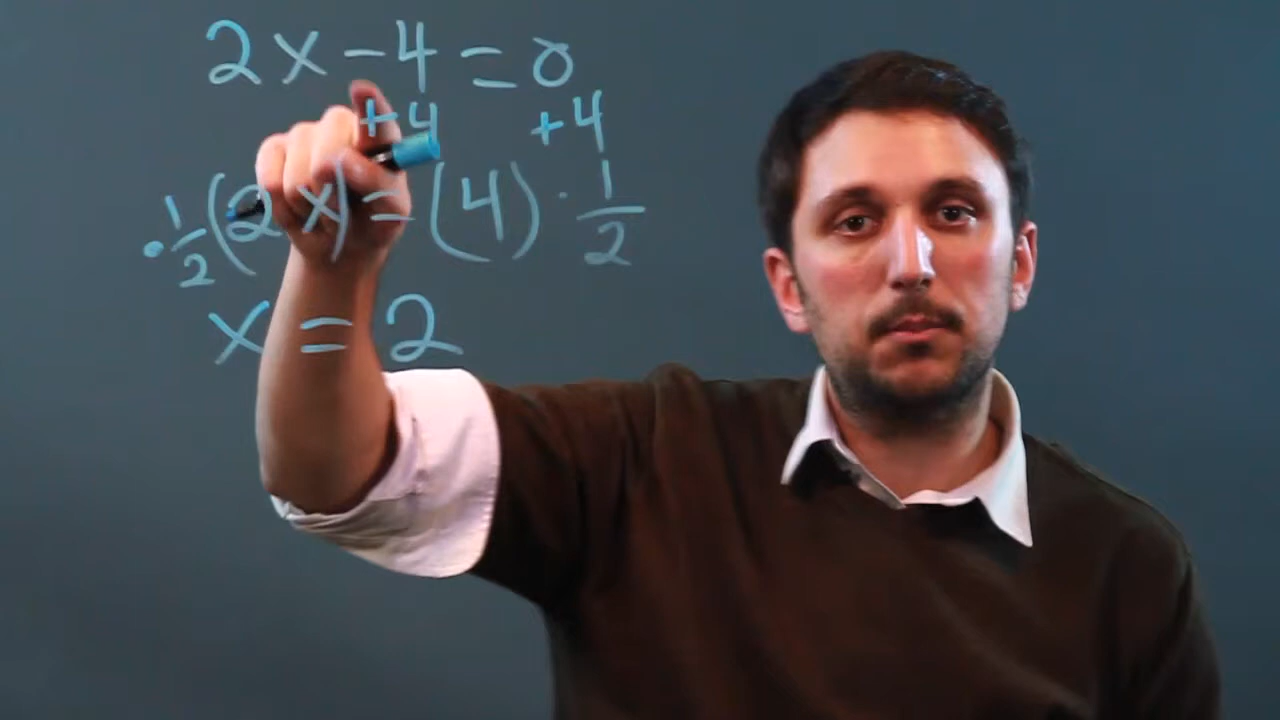 2x-4=0
+4 +4
·1/2(2x)=(4)·1/2
x=2